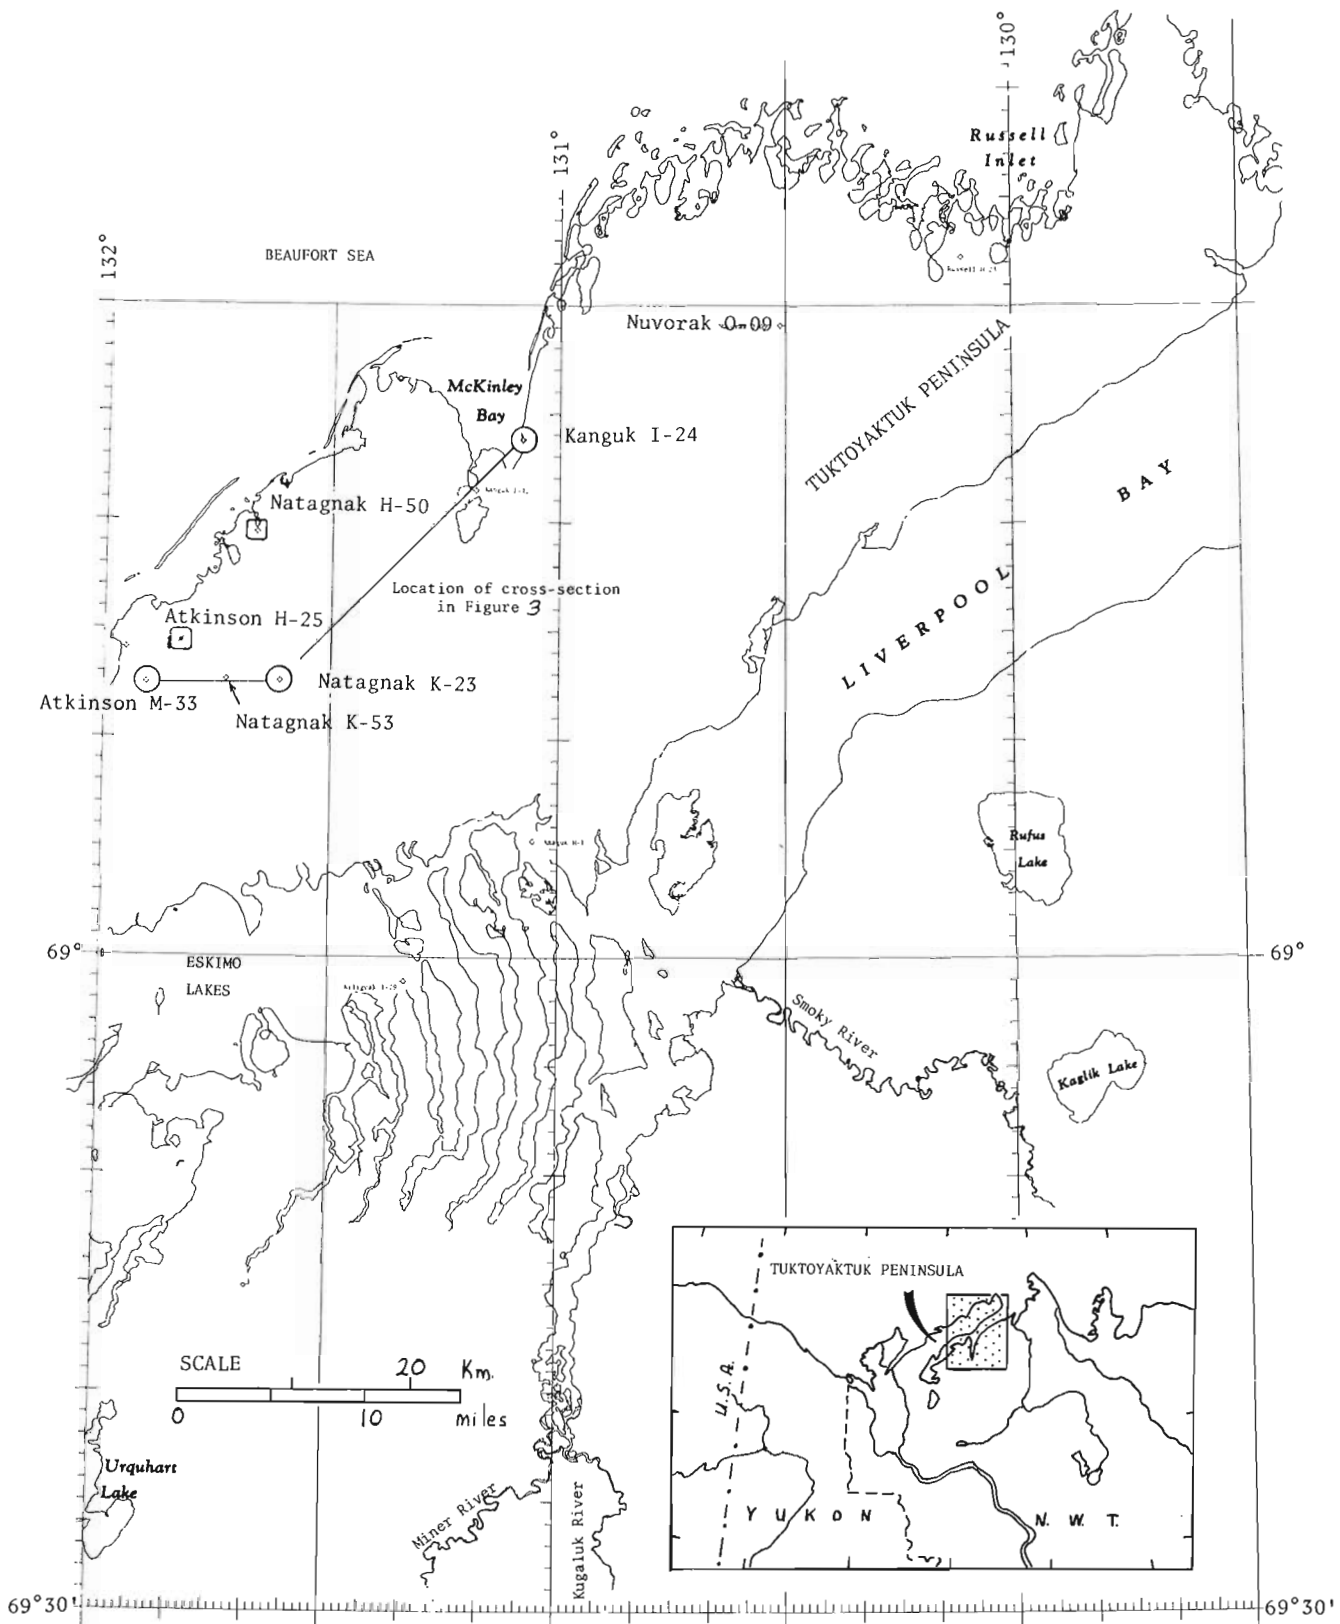 130°
Russell
Inlet
131°
132°
BEAUFORT SEA
Nuvorak O-09
TUKTOYAKTUK PENINSULA
McKinley
Bay
Kanguk I-24
BAY
Natagnak H-50
Location of cross-section
in Figure 3
LIVERPOOL
Atkinson H-25
Natagnak K-23
Atkinson M-33
Natagnak K-53
Rufus
Lake
69°
69°
ESKIMO
LAKES
Smoky River
Kaglik Lake
TUKTOYAKTUK PENINSULA
U.S.A.
YUKON
N. W. T.
SCALE
20 Km.
0 10 miles
Urquhart
Lake
Miner River
Kugaluk River
69°30'
69°30'